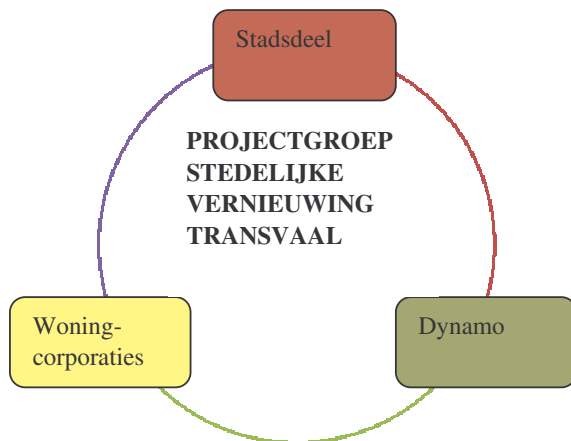 Stadsdeel
PROJECTGROEP
STEDELIJKE
VERNIEUWING
TRANSVAAL
Woning-
corporaties
Dynamo